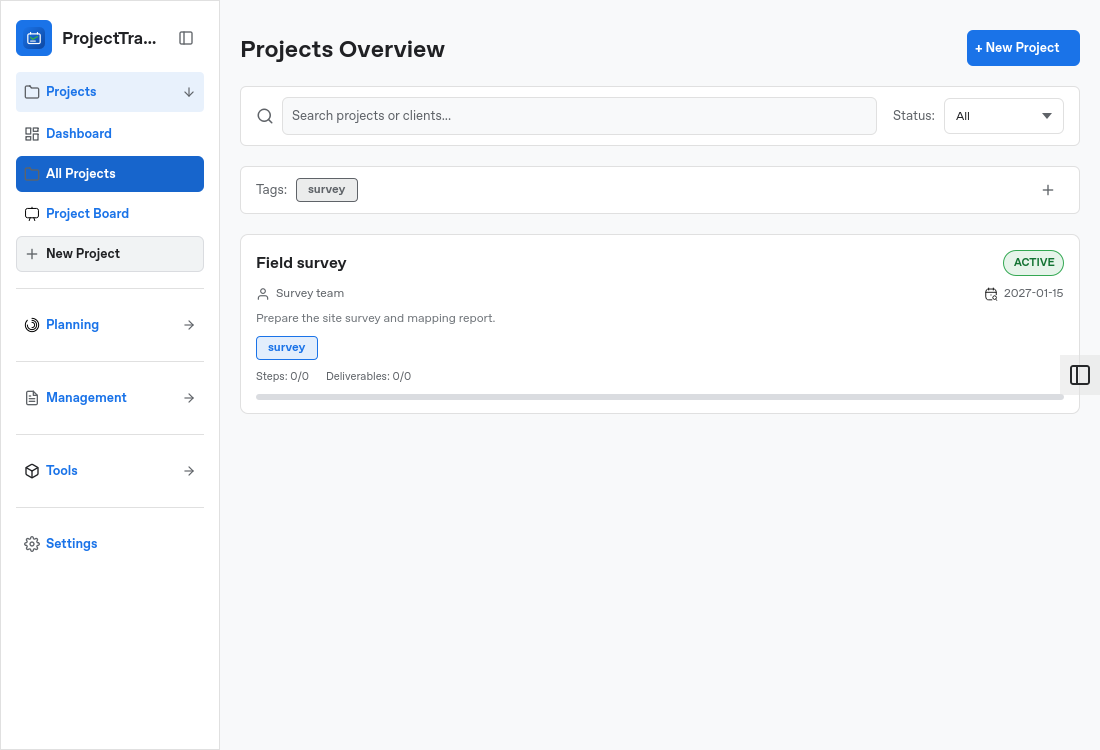 ProjectTra...
Projects
Dashboard
All Projects
Project Board
New Project
Planning
Management
Tools
Settings
Projects Overview
+ New Project
Search projects or clients...
Status:
All
Tags:
survey
Field survey
ACTIVE
Survey team
2027-01-15
Prepare the site survey and mapping report.
survey
Steps: 0/0
Deliverables: 0/0